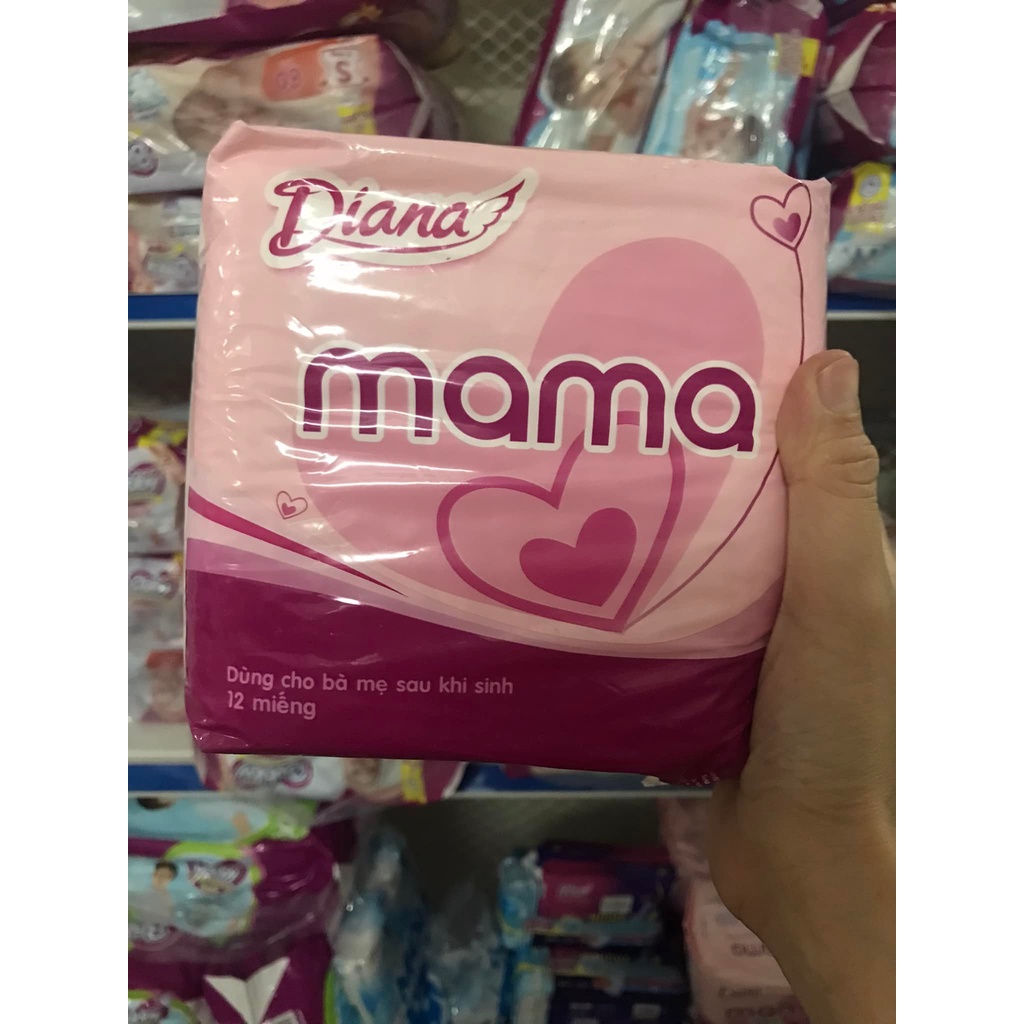 Diana
mama
Dùng cho bà mẹ sau khi sinh
12 miếng
S